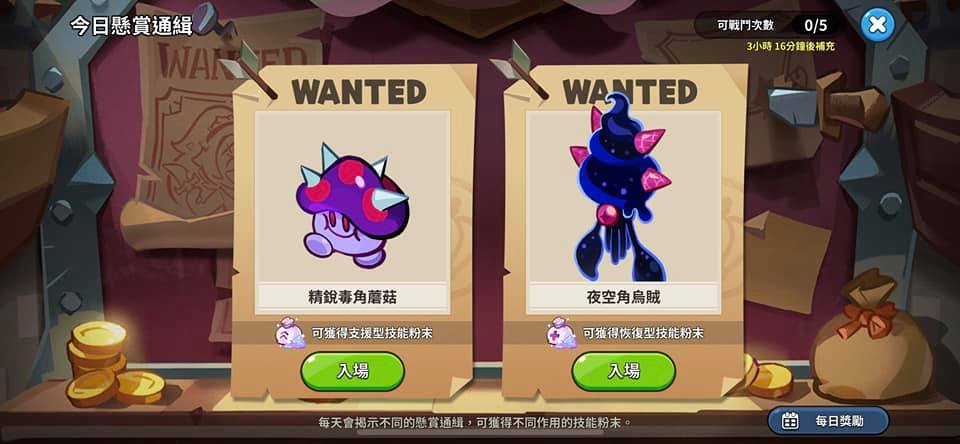 今日懸賞通緝
可戰鬥次數 0/5
3小時 16分鐘後補充
WANTED
WANTED
WANTED
精銳毒角蘑菇
夜空角烏賊
可獲得支援型技能粉末
可獲得恢復型技能粉末
入場
入場
每天會揭示不同的懸賞通緝，可獲得不同作用的技能粉末。
每日獎勵